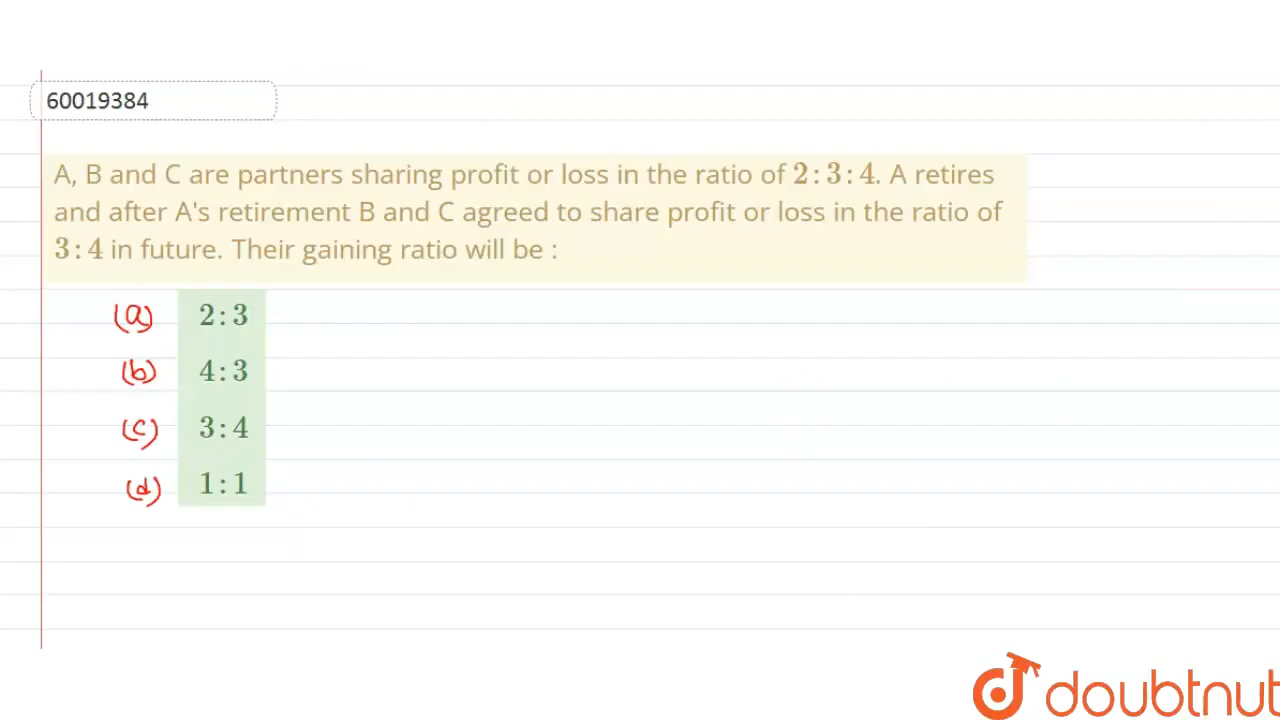 60019384
A, B and C are partners sharing profit or loss in the ratio of 2 : 3 : 4. A retires
and after A's retirement B and C agreed to share profit or loss in the ratio of
3 : 4 in future. Their gaining ratio will be :
(a) 2 : 3
(b) 4 : 3
(c) 3 : 4
(d) 1 : 1
doubtnut